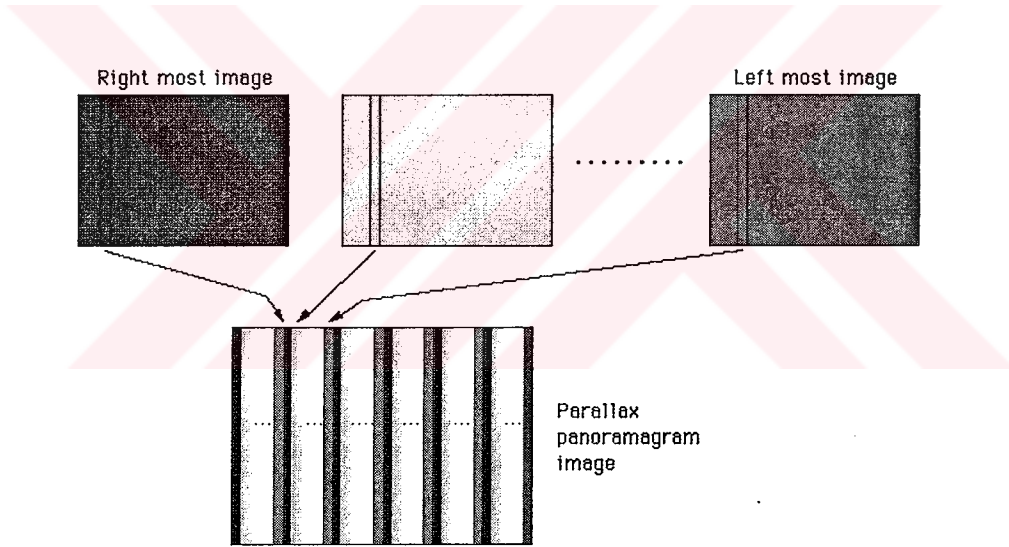 Right most image
Left most image
Parallax
panoramagram
image